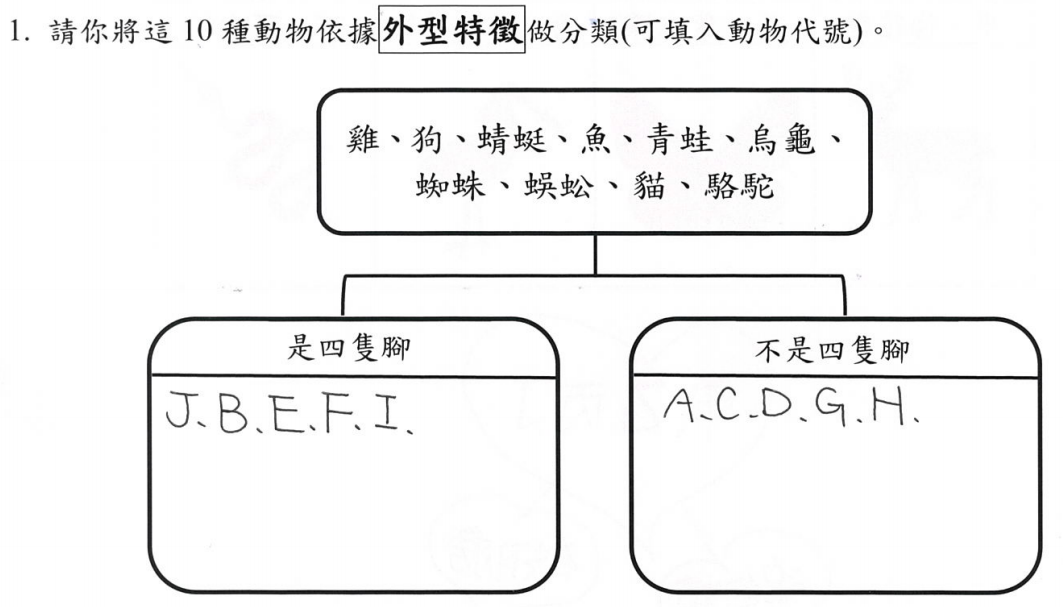 1. 請你將這 10 種動物依據外型特徵做分類(可填入動物代號)。
雞、狗、蜻蜓、魚、青蛙、烏龜、
蜘蛛、蜈蚣、貓、駱駝
是四隻腳
J、B、E、F、I、
不是四隻腳
A、C、D、G、H、